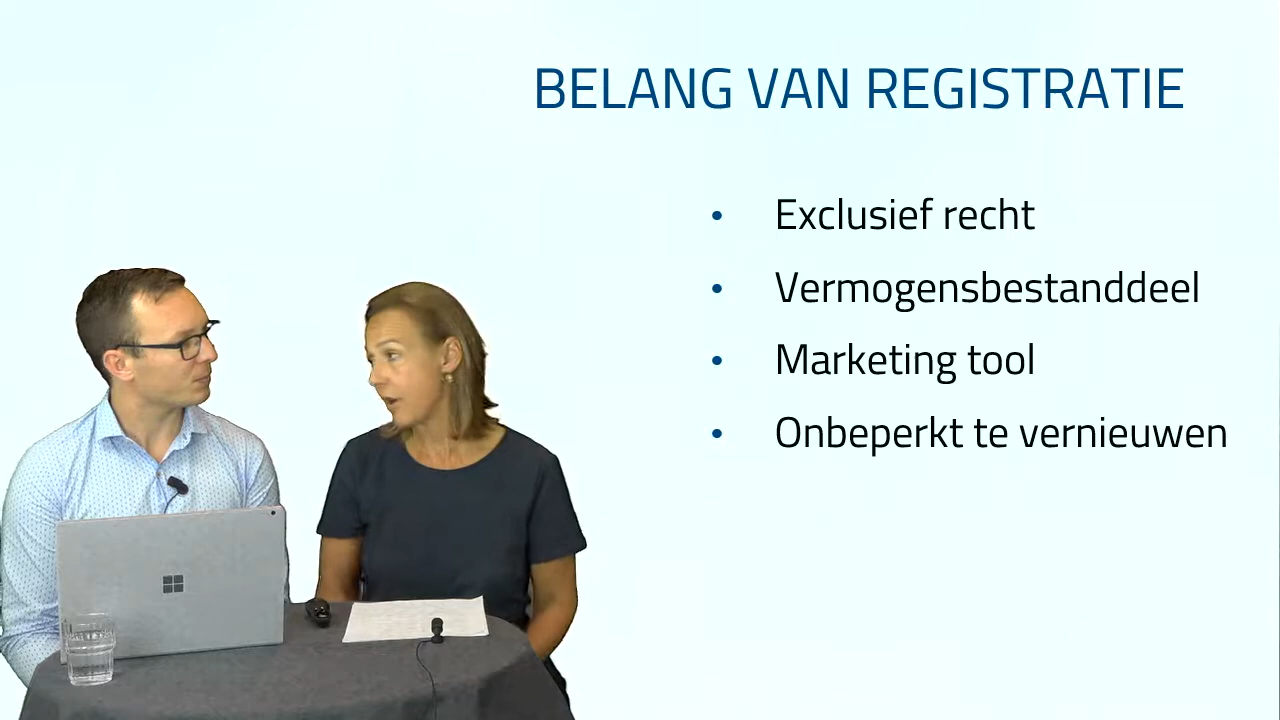 BELANG VAN REGISTRATIE
• Exclusief recht
• Vermogensbestanddeel
• Marketing tool
• Onbeperkt te vernieuwen